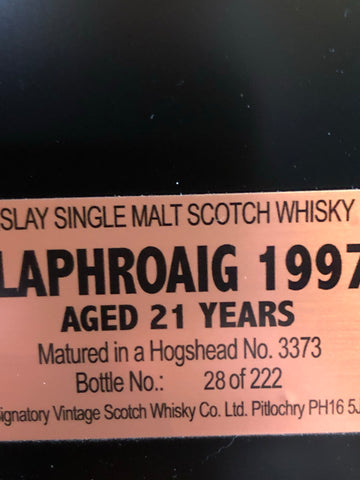 SLAY SINGLE MALT SCOTCH WHISKY
LAPHROAIG 1997
AGED 21 YEARS
Matured in a Hogshead No. 3373
Bottle No.: 28 of 222
ignatory Vintage Scotch Whisky Co. Ltd. Pitlochry PH16 5J